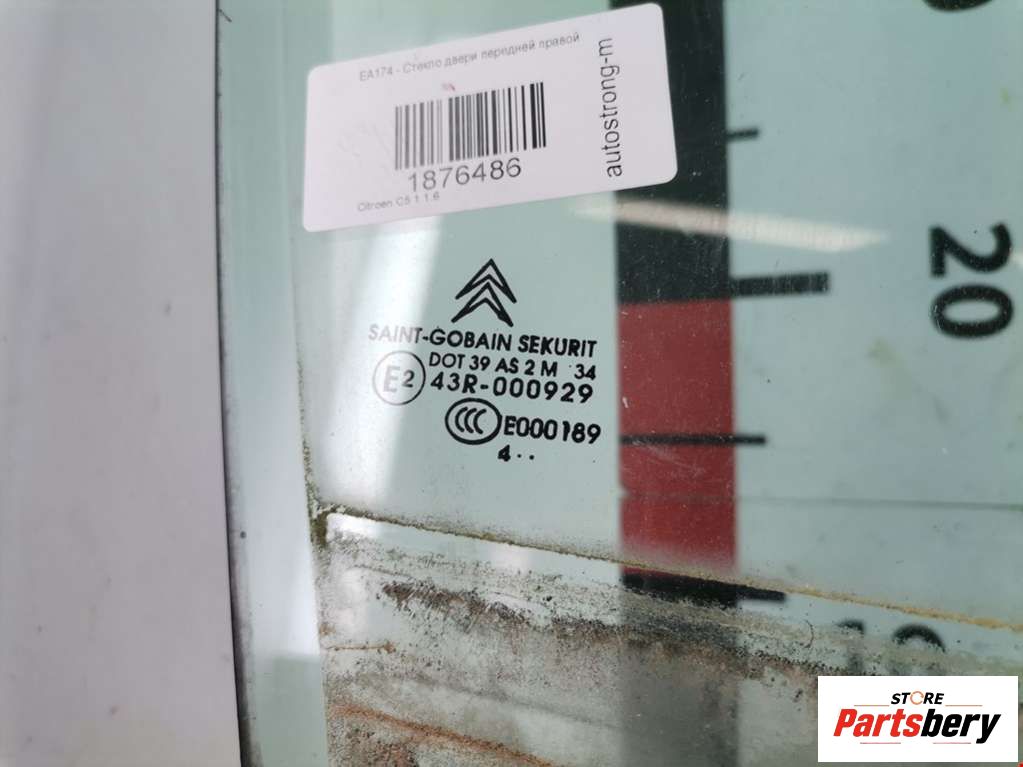 EA174 - Стекло двери передней правой
1876486
Citroen C5 1 1.6
autostrong-m
SAINT-GOBAIN SEKURIT
DOT 39 AS 2 M 34
E2 43R-000929
CCC E000189
4··
20
STORE
Partsbery